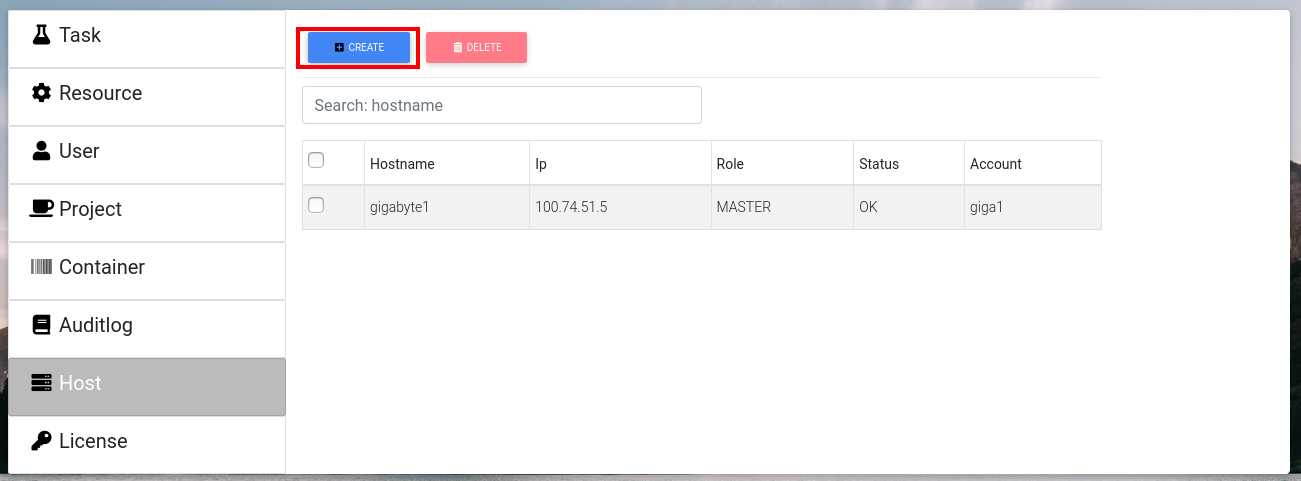 Task
Resource
User
Project
Container
Auditlog
Host
License
CREATE DELETE
Search: hostname
Hostname Ip Role Status Account
gigabyte1 100.74.51.5 MASTER OK giga1